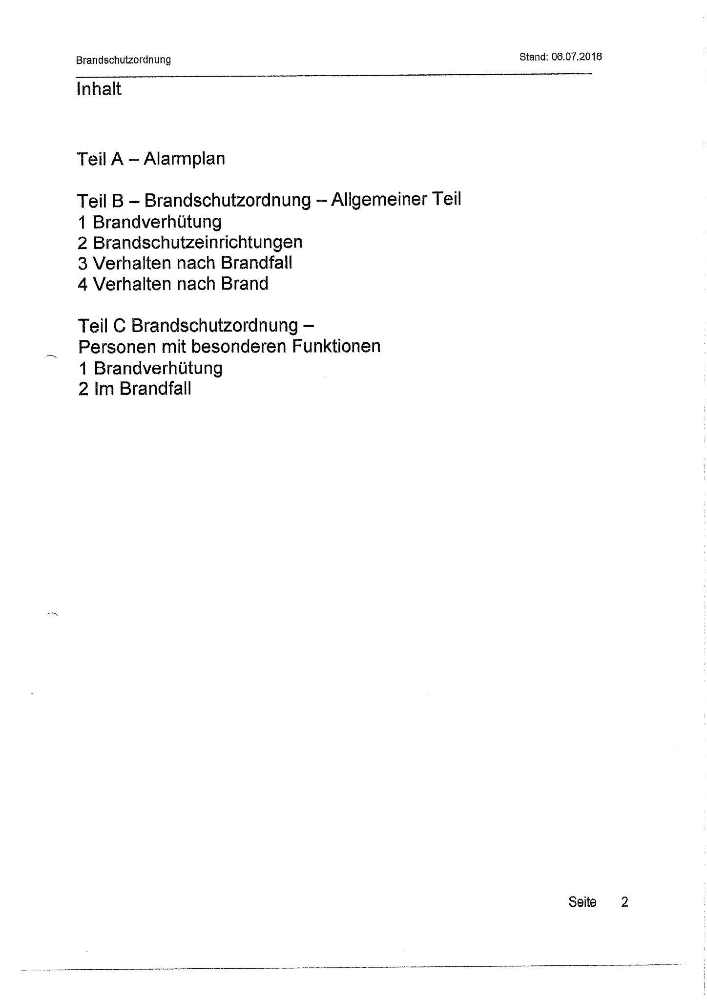 Brandschutzordnung
Stand: 06.07.2016
Inhalt
Teil A – Alarmplan
Teil B – Brandschutzordnung – Allgemeiner Teil
1 Brandverhütung
2 Brandschutzeinrichtungen
3 Verhalten nach Brandfall
4 Verhalten nach Brand
Teil C Brandschutzordnung –
Personen mit besonderen Funktionen
1 Brandverhütung
2 Im Brandfall
Seite 2